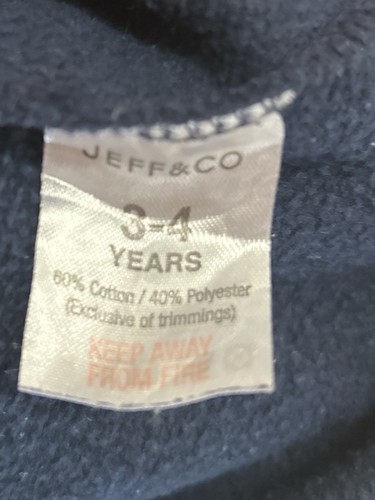 JEFF&CO
3-4
YEARS
60% Cotton / 40% Polyester
(Exclusive of trimmings)
KEEP AWAY
FROM FIRE